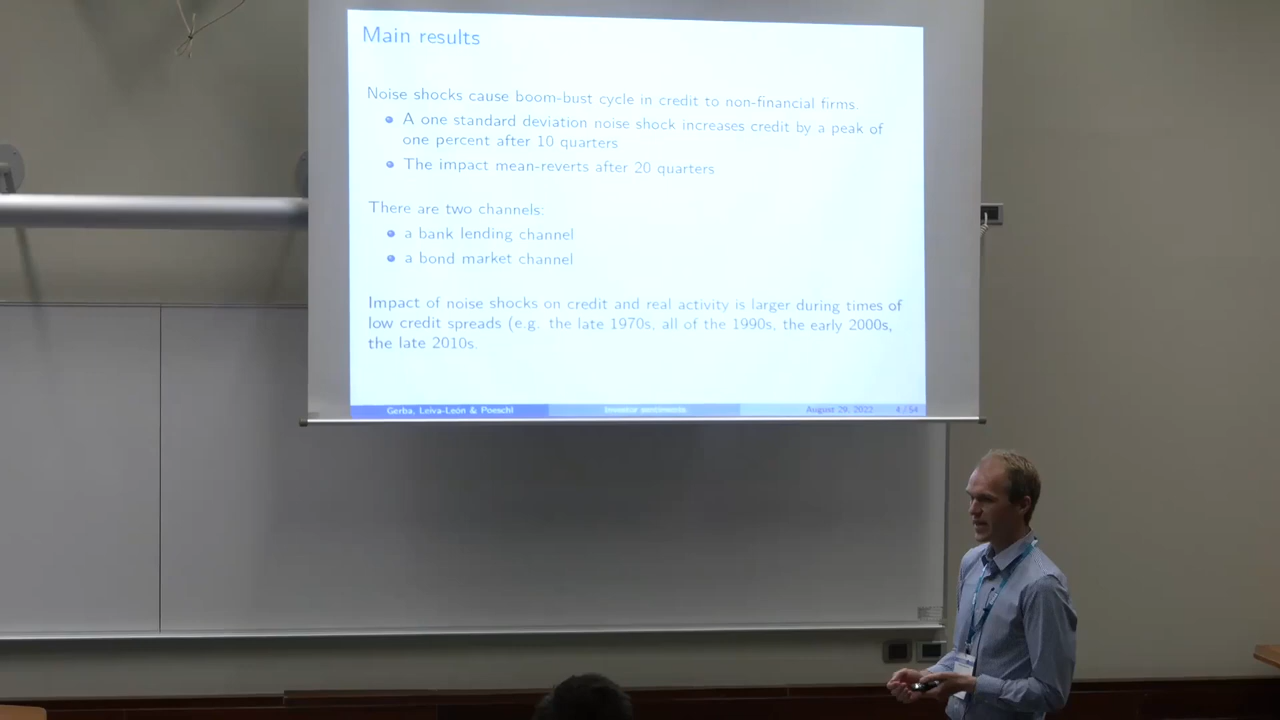 Main results
Noise shocks cause boom-bust cycle in credit to non-financial firms.
A one standard deviation noise shock increases credit by a peak of
one percent after 10 quarters
The impact mean-reverts after 20 quarters
There are two channels:
a bank lending channel
a bond market channel
Impact of noise shocks on credit and real activity is larger during times of
low credit spreads (e.g. the late 1970s, all of the 1990s, the early 2000s,
the late 2010s.
Gerba, Leiva-León & Poeschl Investor sentiments August 29, 2022 4 / 54